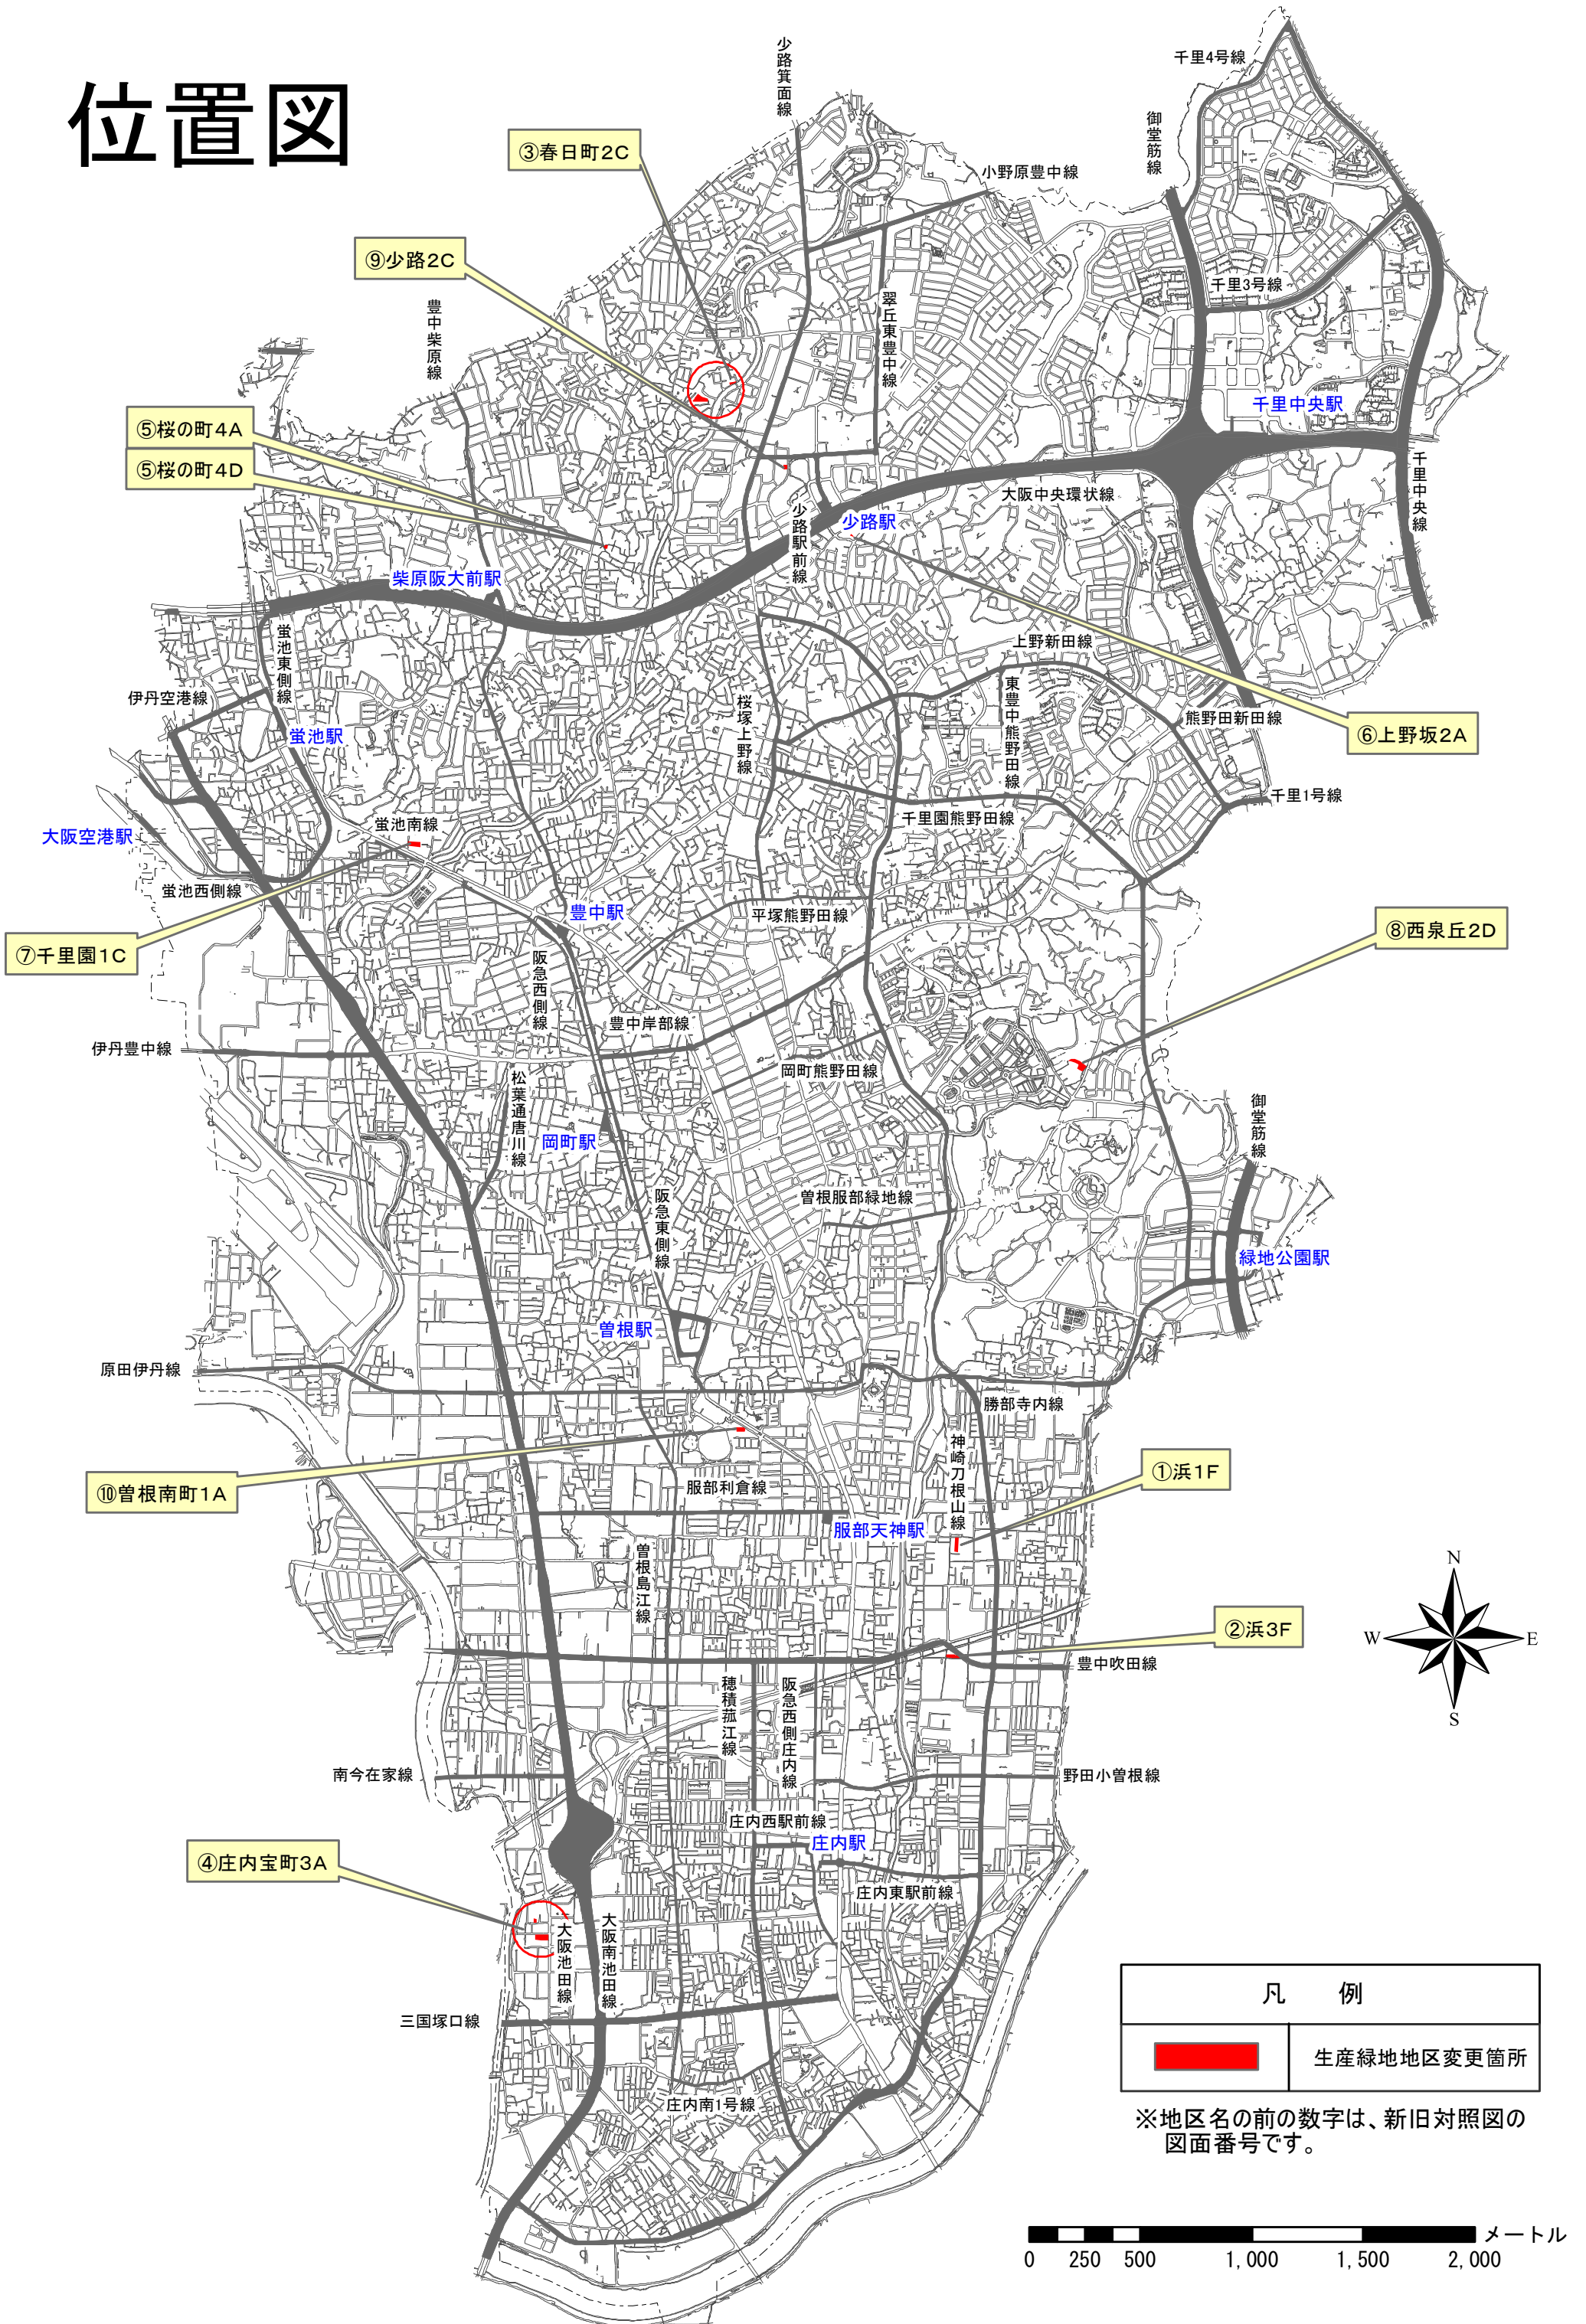 位置図
少路箕面線
千里4号線
御堂筋線
③春日町2C
小野原豊中線
⑨少路2C
千里3号線
豊中柴原線
翠丘東豊中線
千里中央駅
⑤桜の町4A
⑤桜の町4D
千里中央線
大阪中央環状線
少路駅前線
少路駅
柴原阪大前駅
蛍池東側線
上野新田線
東豊中熊野田線
伊丹空港線
桜塚上野線
熊野田新田線
⑥上野坂2A
蛍池駅
千里1号線
大阪空港駅
蛍池南線
千里園熊野田線
蛍池西側線
豊中駅
平塚熊野田線
⑧西泉丘2D
⑦千里園1C
阪急西側線
豊中岸部線
伊丹豊中線
岡町熊野田線
松葉通唐川線
御堂筋線
岡町駅
阪急東側線
曽根服部緑地線
緑地公園駅
曽根駅
原田伊丹線
勝部寺内線
神崎刀根山線
①浜1F
⑩曽根南町1A
服部利倉線
服部天神駅
曽根島江線
N
W
E
S
②浜3F
豊中吹田線
穂積菰江線
阪急西側庄内線
南今在家線
野田小曽根線
庄内西駅前線
庄内駅
④庄内宝町3A
庄内東駅前線
大阪池田線
大阪南池田線
三国塚口線
庄内南1号線
凡　例
生産緑地地区変更箇所
※地区名の前の数字は、新旧対照図の
図面番号です。
メートル
0 250 500 1,000 1,500 2,000